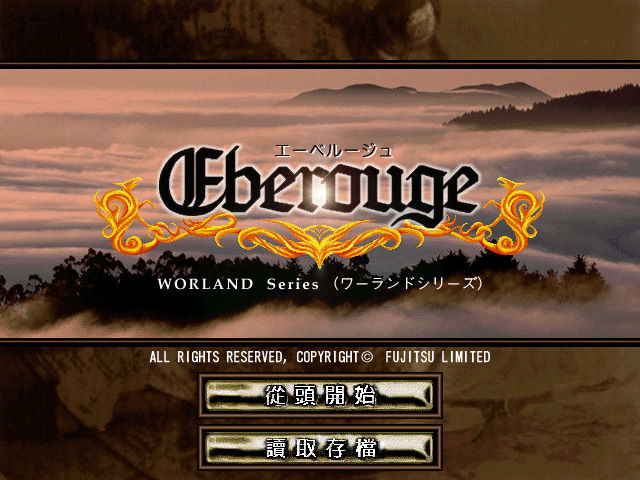 エーベルージュ
Eberouge
WORLAND Series （ワーランドシリーズ）
ALL RIGHTS RESERVED, COPYRIGHT© FUJITSU LIMITED
從頭開始
讀取存檔